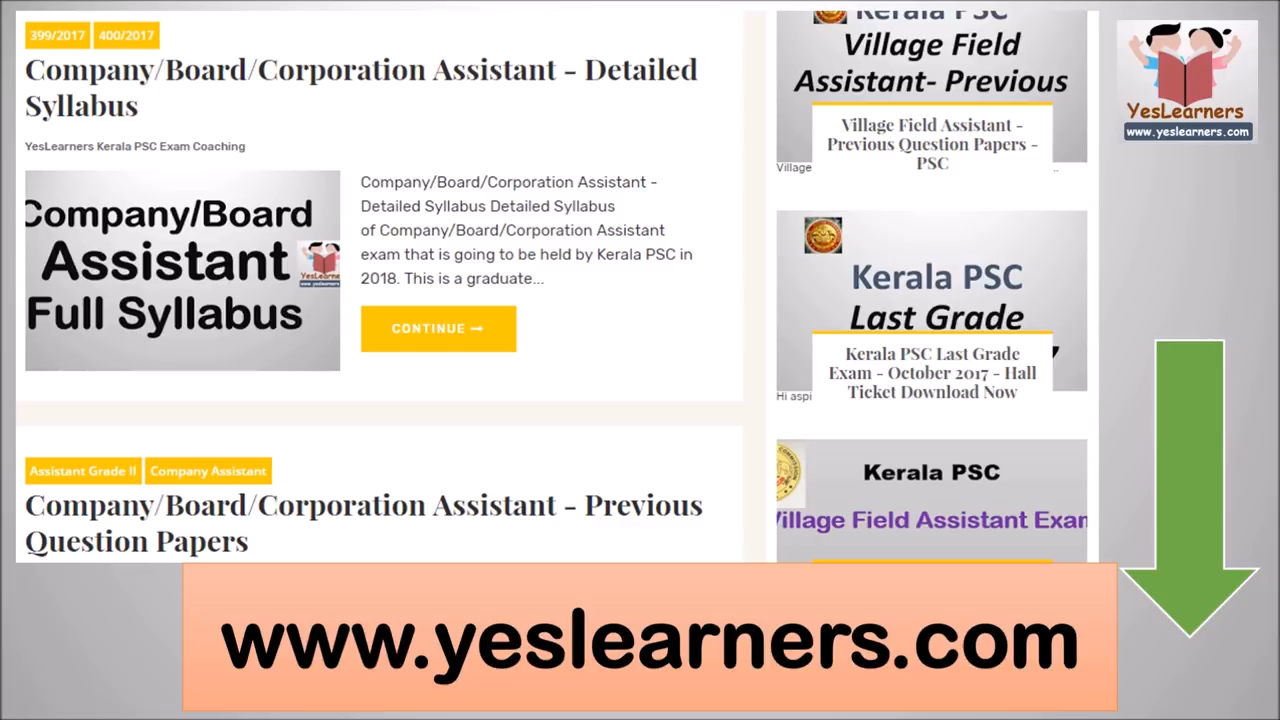 399/2017 400/2017
Company/Board/Corporation Assistant - Detailed
Syllabus
YesLearners Kerala PSC Exam Coaching
Company/Board
Assistant
Full Syllabus
YesLearne
Company/Board/Corporation Assistant -
Detailed Syllabus Detailed Syllabus
of Company/Board/Corporation Assistant
exam that is going to be held by Kerala PSC in
2018. This is a graduate...
CONTINUE
Assistant Grade II Company Assistant
Company/Board/Corporation Assistant - Previous
Question Papers
Kerala PSC
Village Field
Assistant- Previous
Village Field Assistant -
Previous Question Papers -
PSC
Village ..
Kerala PSC
Last Grade
Kerala PSC Last Grade
Exam - October 2017 - Hall
Ticket Download Now
Hi aspi
Kerala PSC
Village Field Assistant Exam
YesLearners
www.yeslearners.com
www.yeslearners.com